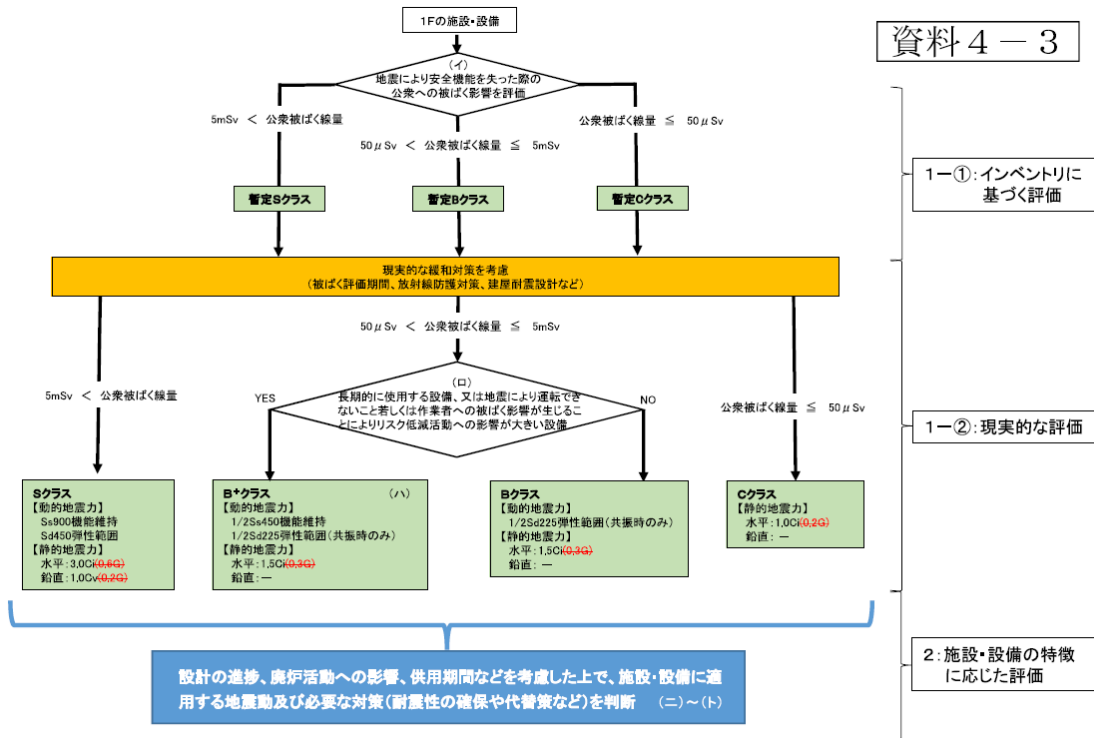 資料4-3
1Fの施設・設備
(イ)
地震により安全機能を失った際の
公衆への被ばく影響を評価
5mSv < 公衆被ばく線量
50μSv < 公衆被ばく線量 ≦ 5mSv
公衆被ばく線量 ≦ 50μSv
暫定Sクラス
暫定Bクラス
暫定Cクラス
1-①:インベントリに
基づく評価
現実的な緩和対策を考慮
(被ばく評価期間、放射線防護対策、建屋耐震設計など)
50μSv < 公衆被ばく線量 ≦ 5mSv
5mSv < 公衆被ばく線量
(ロ)
長期的に使用する設備、又は地震により運転でき
ないこと若しくは作業者への被ばく影響が生じるこ
とによりリスク低減活動への影響が大きい設備
YES
NO
公衆被ばく線量 ≦ 50μSv
1-②:現実的な評価
Sクラス
【動的地震力】
Ss900機能維持
Sd450弾性範囲
【静的地震力】
水平:3.0Ci(0.6G)
鉛直:1.0Cv(0.2G)
B+クラス (ハ)
【動的地震力】
1/2Ss450機能維持
1/2Sd225弾性範囲(共振時のみ)
【静的地震力】
水平:1.5Ci(0.3G)
鉛直:―
Bクラス
【動的地震力】
1/2Sd225弾性範囲(共振時のみ)
【静的地震力】
水平:1.5Ci(0.3G)
鉛直:―
Cクラス
【静的地震力】
水平:1.0Ci(0.2G)
鉛直:―
設計の進捗、廃炉活動への影響、供用期間などを考慮した上で、施設・設備に適
用する地震動及び必要な対策(耐震性の確保や代替策など)を判断 (ニ)~(ト)
2:施設・設備の特徴
に応じた評価